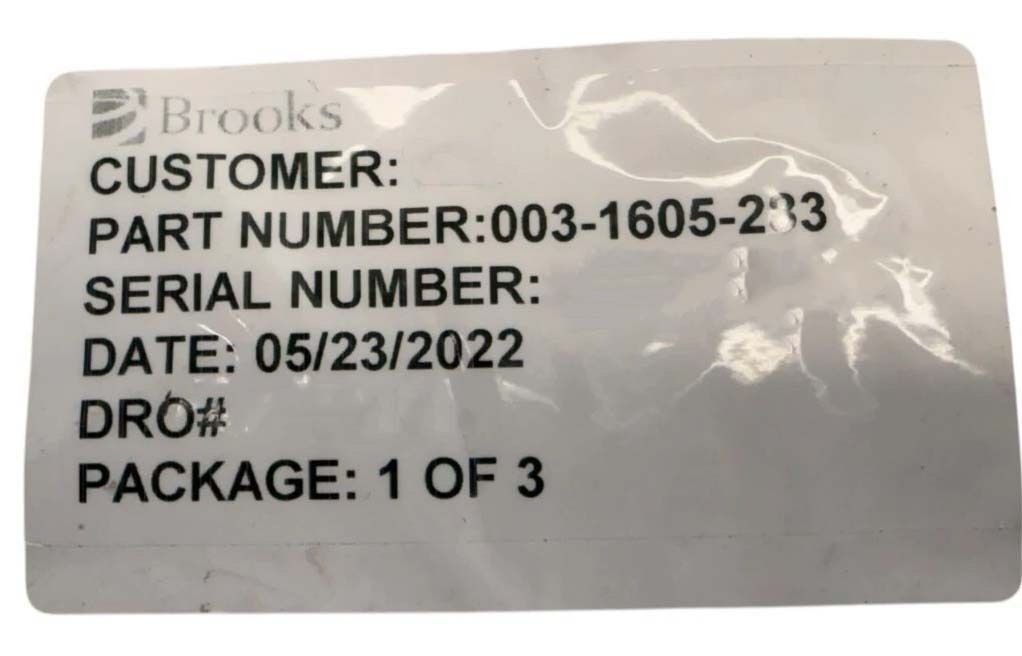 Brooks
CUSTOMER:
PART NUMBER:003-1605-283
SERIAL NUMBER:
DATE: 05/23/2022
DRO#
PACKAGE: 1 OF 3